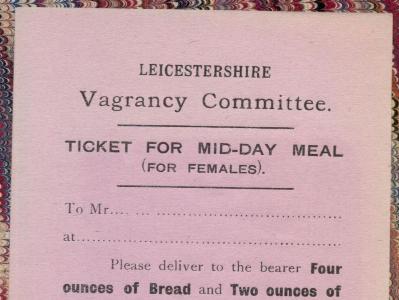 LEICESTERSHIRE
Vagrancy Committee.
TICKET FOR MID-DAY MEAL
(FOR FEMALES).
To Mr.... ... ........................................
at..........................................................
Please deliver to the bearer Four
ounces of Bread and Two ounces of